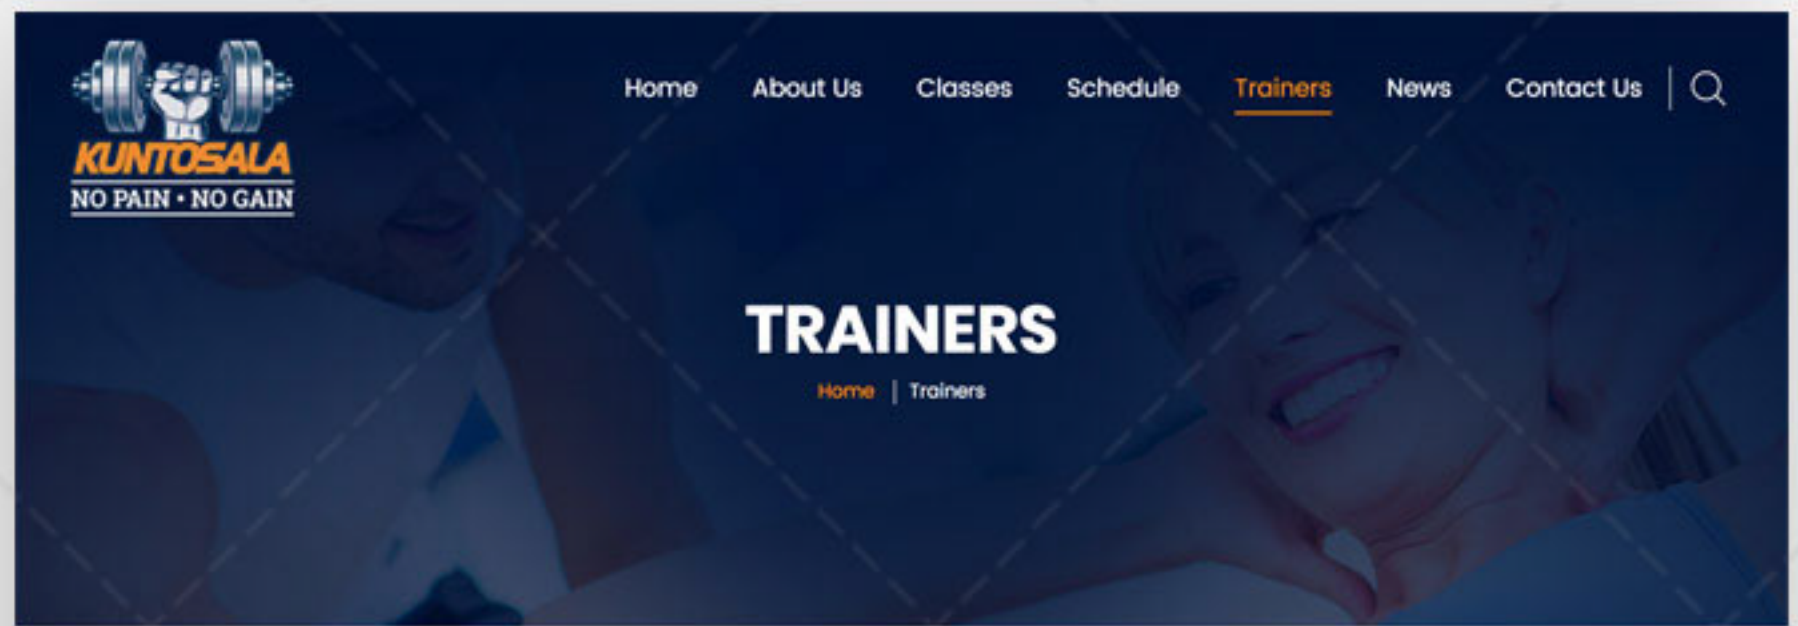 KUNTOSALA
NO PAIN • NO GAIN
Home About Us Classes Schedule Trainers News Contact Us
TRAINERS
Home | Trainers